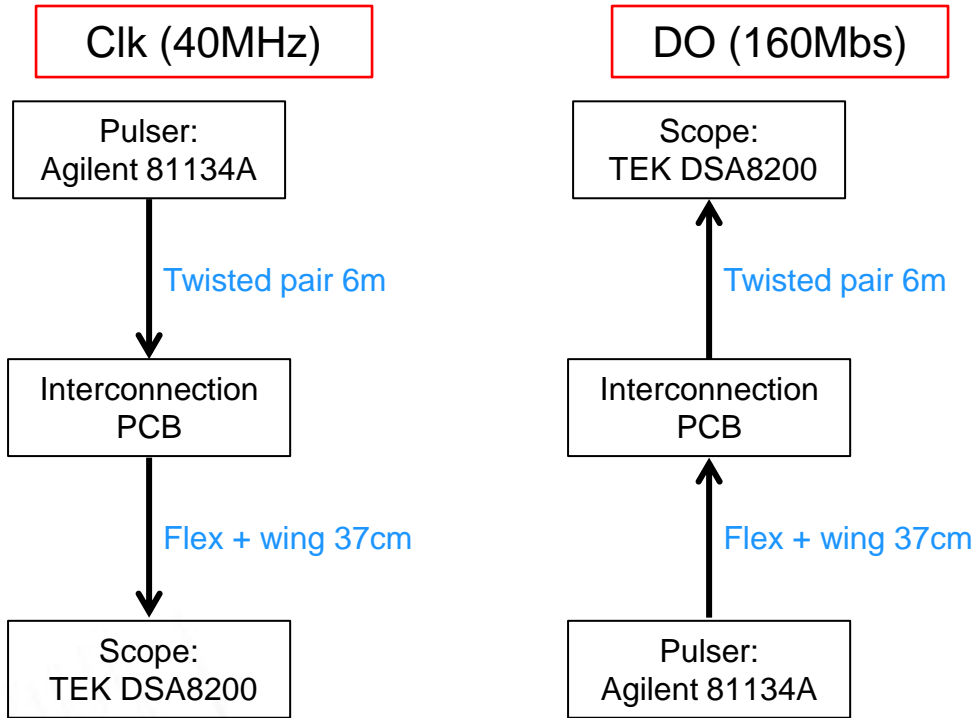 Clk (40MHz)
Pulser:
Agilent 81134A
Twisted pair 6m
Interconnection
PCB
Flex + wing 37cm
Scope:
TEK DSA8200
DO (160Mbs)
Scope:
TEK DSA8200
Twisted pair 6m
Interconnection
PCB
Flex + wing 37cm
Pulser:
Agilent 81134A